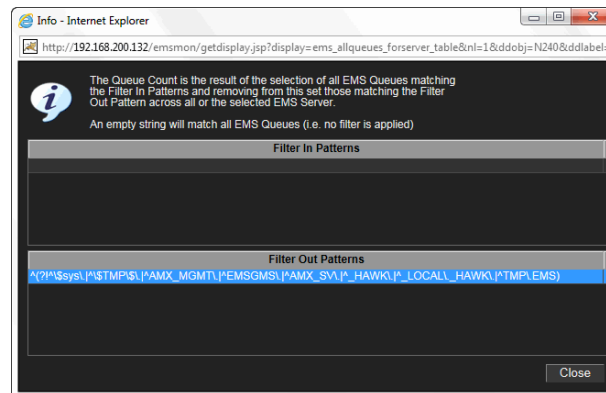 Info - Internet Explorer
http://192.168.200.132/emsmon/getdisplay.jsp?display=ems_allqueues_forserver_table&nl=1&ddobj=N240&ddlabel=
The Queue Count is the result of the selection of all EMS Queues matching
the Filter In Patterns and removing from this set those matching the Filter
Out Pattern across all or the selected EMS Server.
An empty string will match all EMS Queues (i.e. no filter is applied)
Filter In Patterns
Filter Out Patterns
^(?!^\$sys\.|^\$TMP\$\.|^AMX_MGMT\.|^EMSGMS\.|^AMX_SV\.|^_HAWK\.|^_LOCAL\._HAWK\.|^TMP\.EMS)
Close